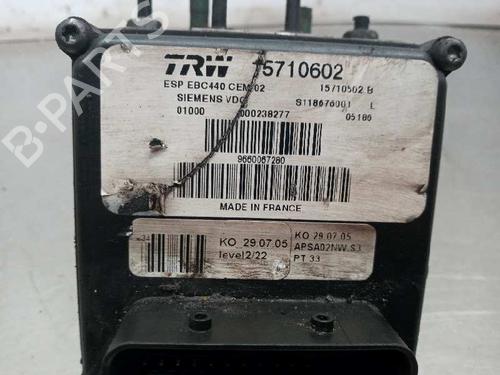 TRW 15710602
ESP EBC440 CEM 02 15710502 B
SIEMENS VDO S118676001 L
01000 000238277 05186
9660067280
MADE IN FRANCE
KO 29.07.05
level2/22
KO 29.07.05
APSA02NW.S3
PT 33
B-PARTS